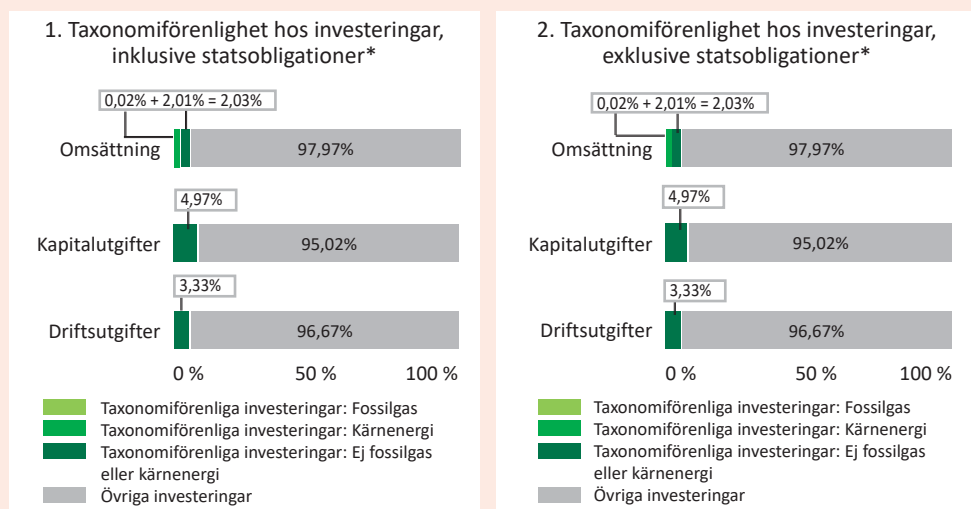 1. Taxonomiförenlighet hos investeringar,
inklusive statsobligationer*
0,02% + 2,01% = 2,03%
Omsättning
97,97%
4,97%
Kapitalutgifter
95,02%
3,33%
Driftsutgifter
96,67%
0 % 50 % 100 %
Taxonomiförenliga investeringar: Fossilgas
Taxonomiförenliga investeringar: Kärnenergi
Taxonomiförenliga investeringar: Ej fossilgas
eller kärnenergi
Övriga investeringar
2. Taxonomiförenlighet hos investeringar,
exklusive statsobligationer*
0,02% + 2,01% = 2,03%
Omsättning
97,97%
4,97%
Kapitalutgifter
95,02%
3,33%
Driftsutgifter
96,67%
0 % 50 % 100 %
Taxonomiförenliga investeringar: Fossilgas
Taxonomiförenliga investeringar: Kärnenergi
Taxonomiförenliga investeringar: Ej fossilgas
eller kärnenergi
Övriga investeringar